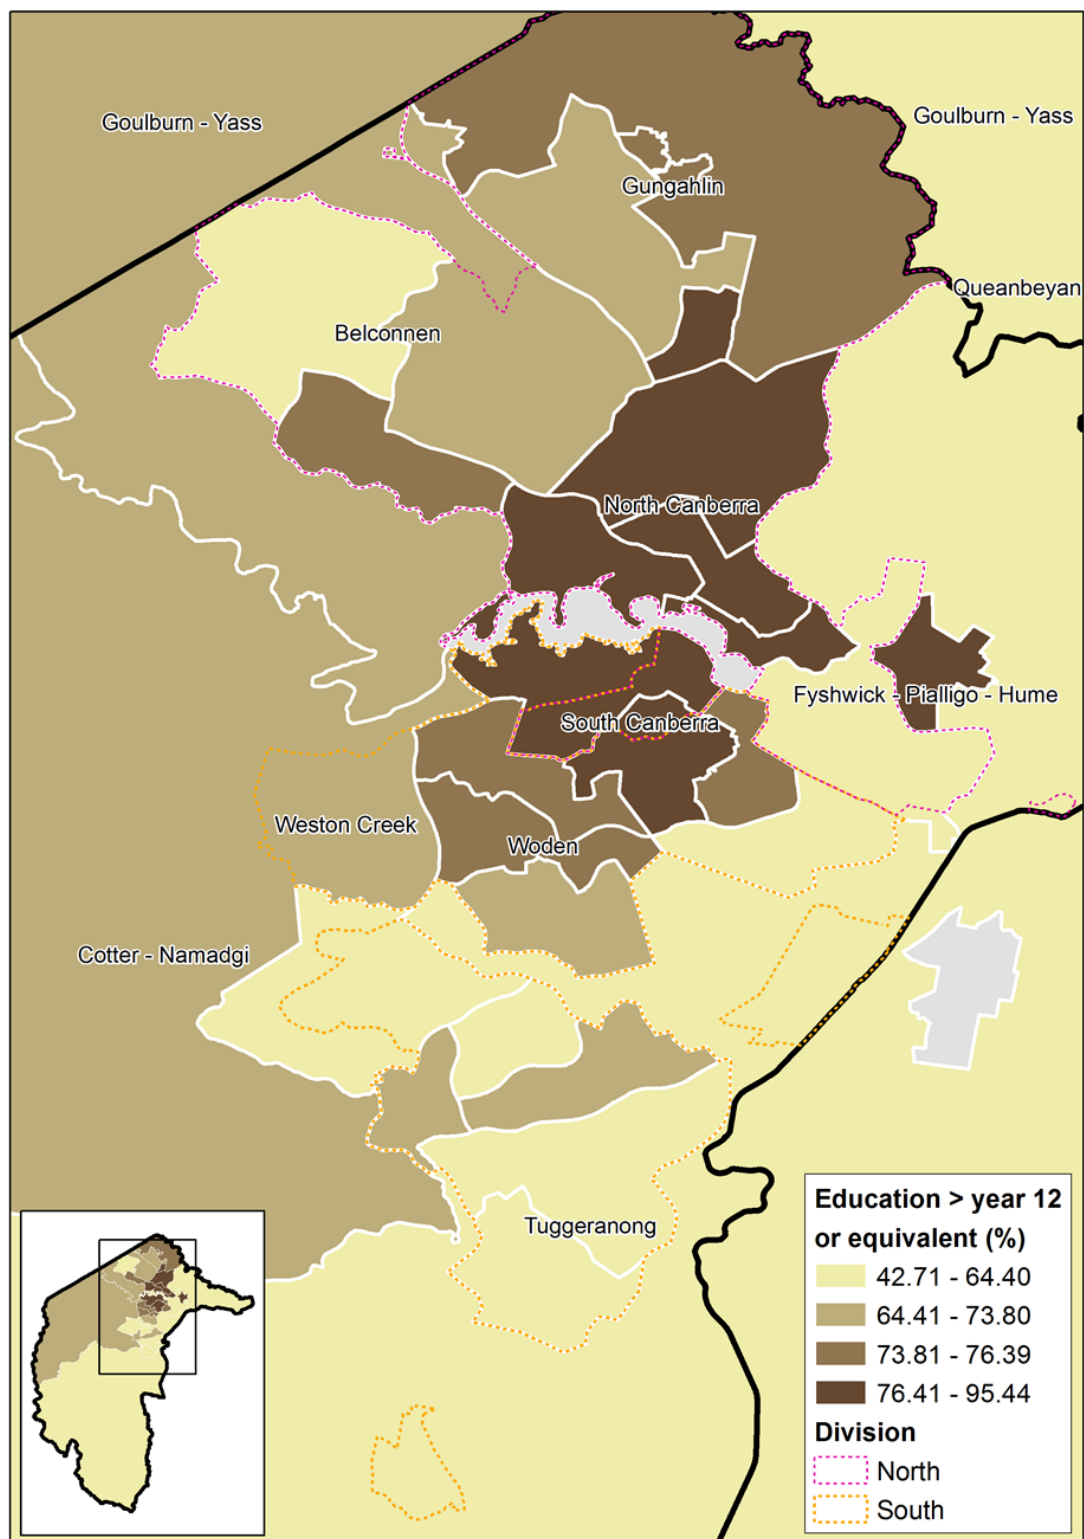 Goulburn - Yass
Goulburn - Yass
Gungahlin
Queanbeyan
Belconnen
North Canberra
Fyshwick - Pialligo - Hume
South Canberra
Weston Creek
Woden
Cotter - Namadgi
Tuggeranong
Education > year 12
or equivalent (%)
42.71 - 64.40
64.41 - 73.80
73.81 - 76.39
76.41 - 95.44
Division
North
South